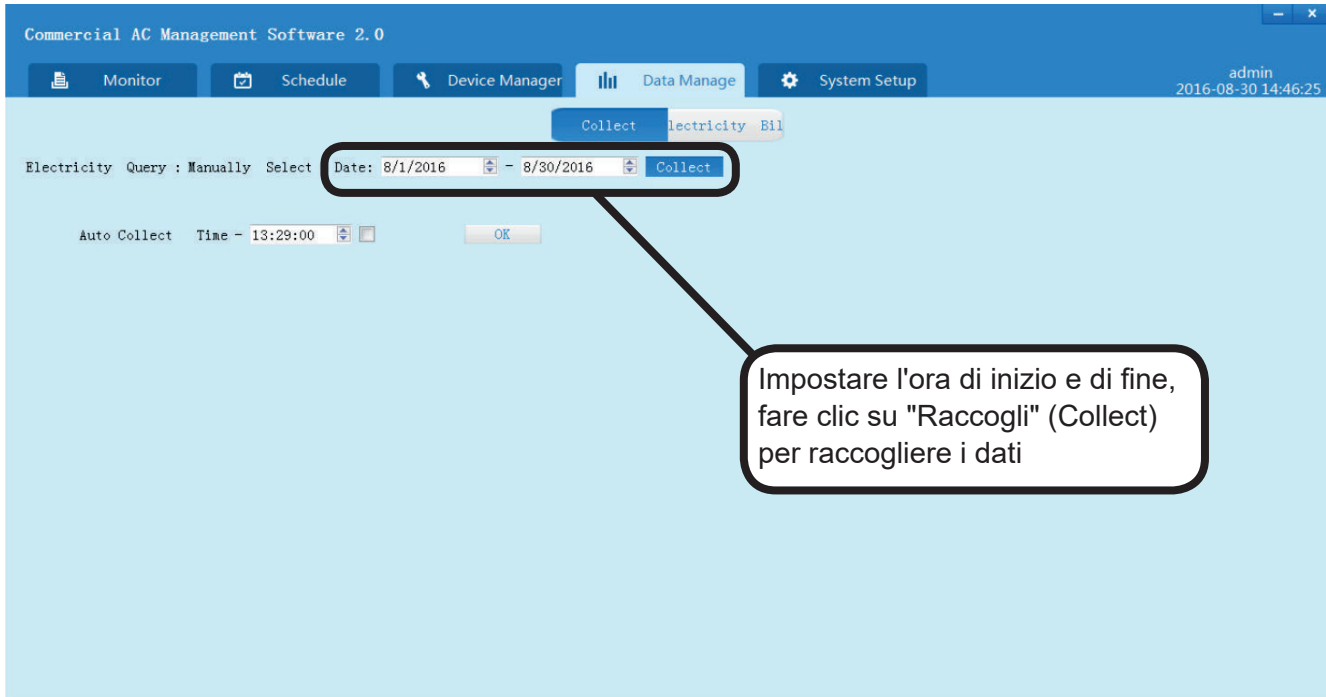 Commercial AC Management Software 2.0
Monitor Schedule Device Manager Data Manage System Setup
admin
2016-08-30 14:46:25
Collect lectricity Bil
Electricity Query : Manually Select Date: 8/1/2016 - 8/30/2016 Collect
Auto Collect Time - 13:29:00 OK
Impostare l'ora di inizio e di fine,
fare clic su "Raccogli" (Collect)
per raccogliere i dati